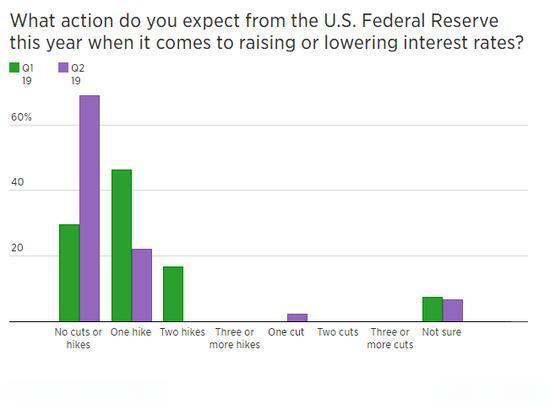 What action do you expect from the U.S. Federal Reserve
this year when it comes to raising or lowering interest rates?
Q1
19
Q2
19
60%
40
20
No cuts or
hikes
One hike
Two hikes
Three or
more hikes
One cut
Two cuts
Three or
more cuts
Not sure